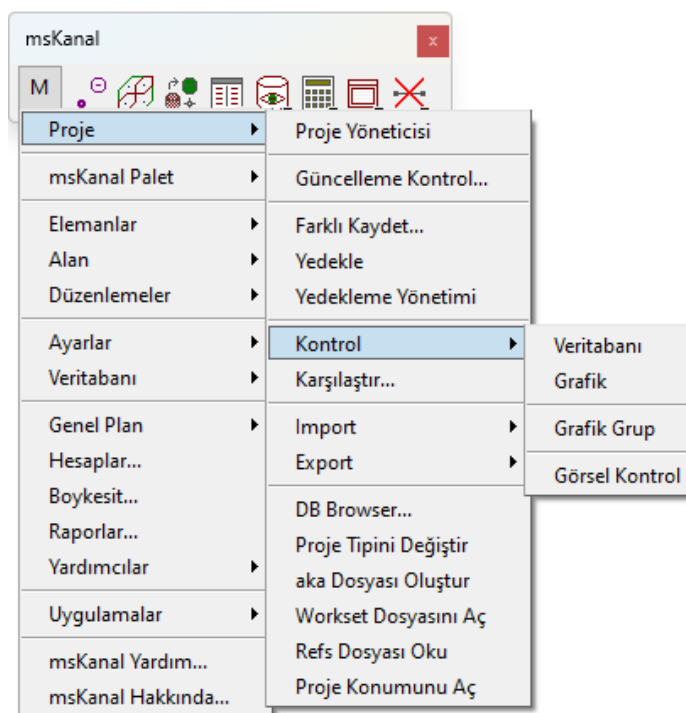 msKanal
x
M
Proje
msKanal Palet
Elemanlar
Alan
Düzenlemeler
Ayarlar
Veritabanı
Genel Plan
Hesaplar...
Boykesit...
Raporlar...
Yardımcılar
Uygulamalar
msKanal Yardım...
msKanal Hakkında...
Proje Yöneticisi
Güncelleme Kontrol...
Farklı Kaydet...
Yedekle
Yedekleme Yönetimi
Kontrol
Karşılaştır...
Import
Export
DB Browser...
Proje Tipini Değiştir
aka Dosyası Oluştur
Workset Dosyasını Aç
Refs Dosyası Oku
Proje Konumunu Aç
Veritabanı
Grafik
Grafik Grup
Görsel Kontrol